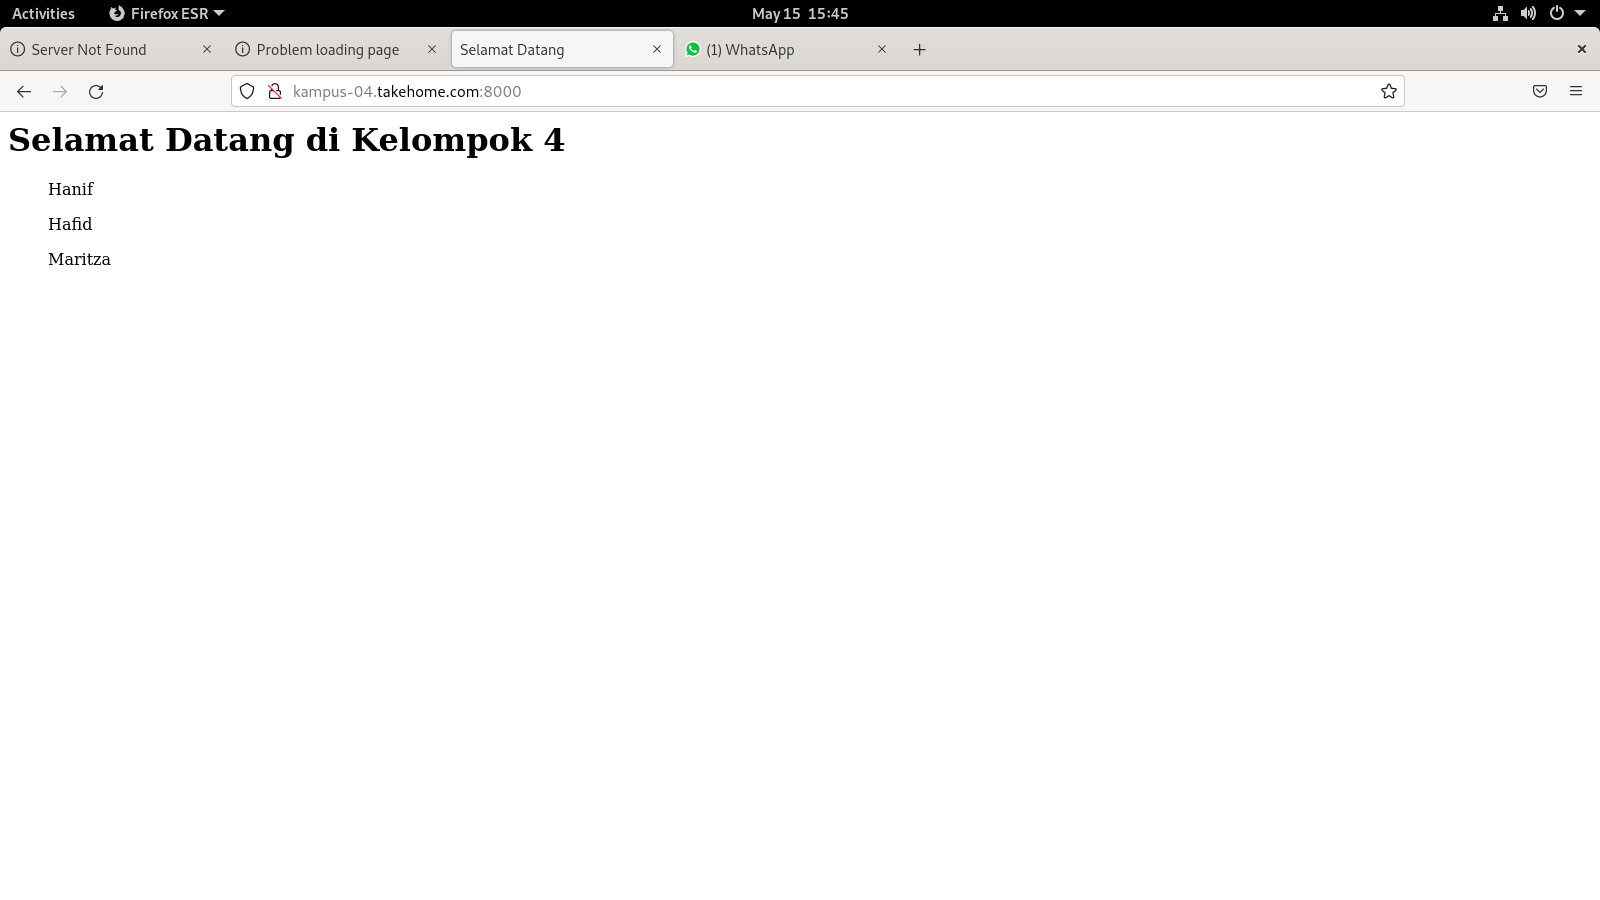 Activities Firefox ESR May 15 15:45
Server Not Found Problem loading page Selamat Datang (1) WhatsApp
kampus-04.takehome.com:8000
Selamat Datang di Kelompok 4
Hanif
Hafid
Maritza